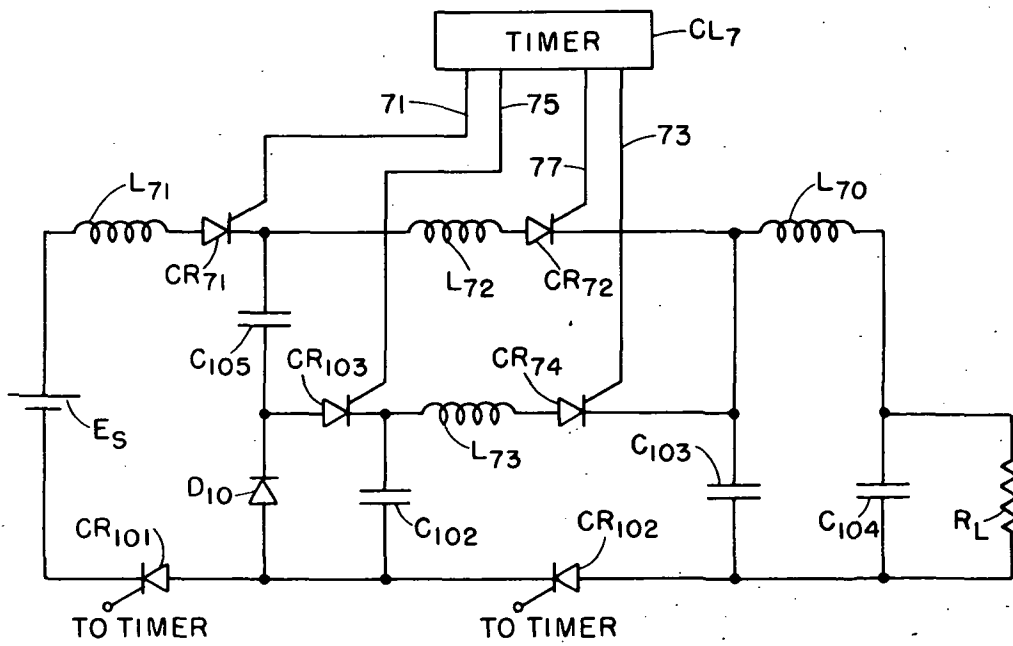 TIMER
CL7
71
75
77
73
L71
CR71
L72
CR72
L70
C105
CR103
CR74
ES
L73
C103
D10
C102
C104
RL
CR101
CR102
TO TIMER
TO TIMER